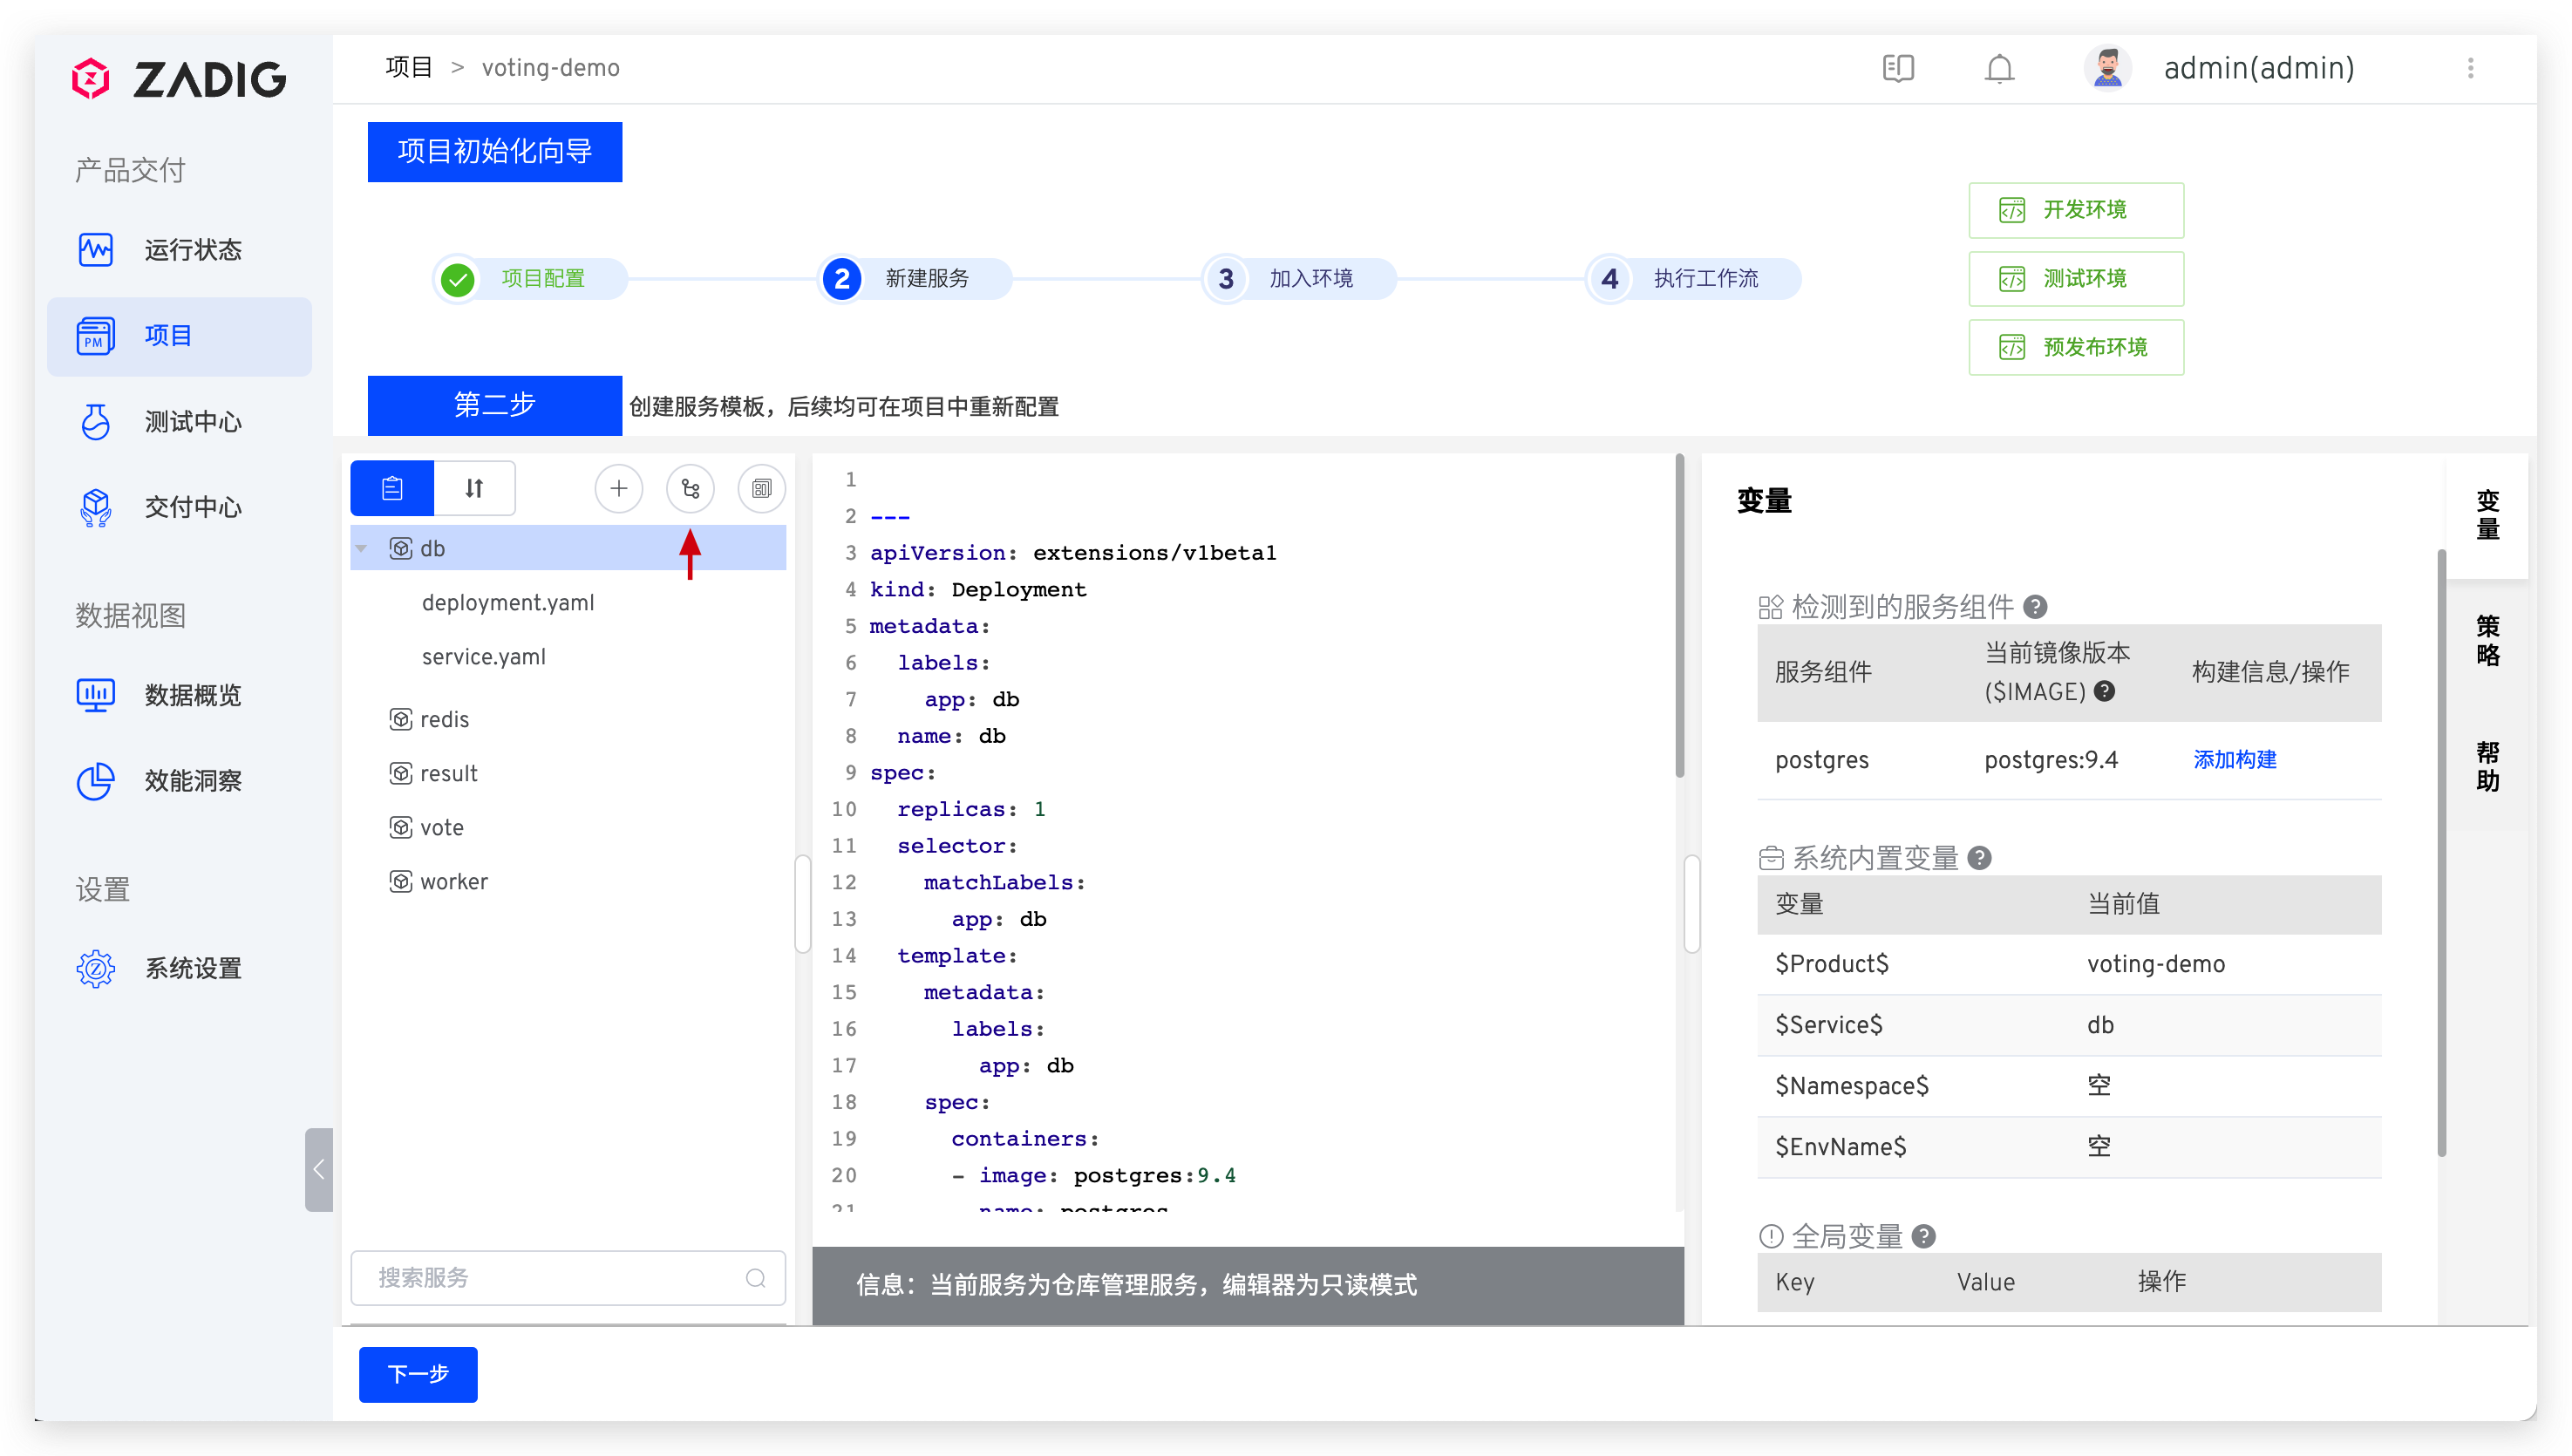 ZADIG
产品交付
运行状态
PM
项目
测试中心
交付中心
数据视图
数据概览
效能洞察
设置
系统设置
项目 > voting-demo
admin(admin)
项目初始化向导
项目配置
2 新建服务
3 加入环境
4 执行工作流
开发环境
测试环境
预发布环境
第二步 创建服务模板，后续均可在项目中重新配置
db
deployment.yaml
service.yaml
redis
result
vote
worker
搜索服务
1
2 ---
3 apiVersion: extensions/v1beta1
4 kind: Deployment
5 metadata:
6 labels:
7 app: db
8 name: db
9 spec:
10 replicas: 1
11 selector:
12 matchLabels:
13 app: db
14 template:
15 metadata:
16 labels:
17 app: db
18 spec:
19 containers:
20 - image: postgres:9.4
21 name: postgres
信息：当前服务为仓库管理服务，编辑器为只读模式
变量
检测到的服务组件
服务组件 当前镜像版本 ($IMAGE) 构建信息/操作
postgres postgres:9.4 添加构建
系统内置变量
变量 当前值
$Product$ voting-demo
$Service$ db
$Namespace$ 空
$EnvName$ 空
全局变量
Key Value 操作
变量
策略
帮助
下一步